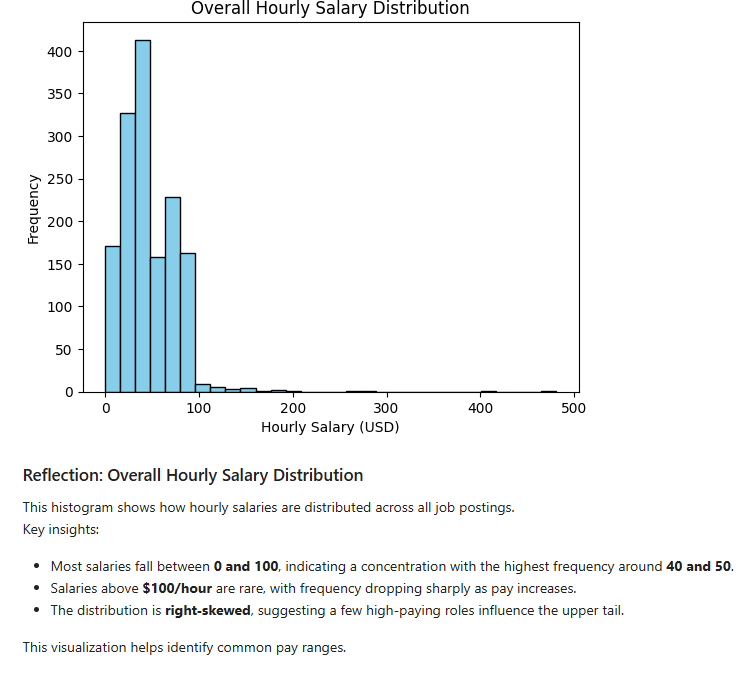 Overall Hourly Salary Distribution
400
350
300
250
200
150
100
50
0
Frequency
0 100 200 300 400 500
Hourly Salary (USD)
Reflection: Overall Hourly Salary Distribution
This histogram shows how hourly salaries are distributed across all job postings.
Key insights:
• Most salaries fall between 0 and 100, indicating a concentration with the highest frequency around 40 and 50.
• Salaries above $100/hour are rare, with frequency dropping sharply as pay increases.
• The distribution is right-skewed, suggesting a few high-paying roles influence the upper tail.
This visualization helps identify common pay ranges.